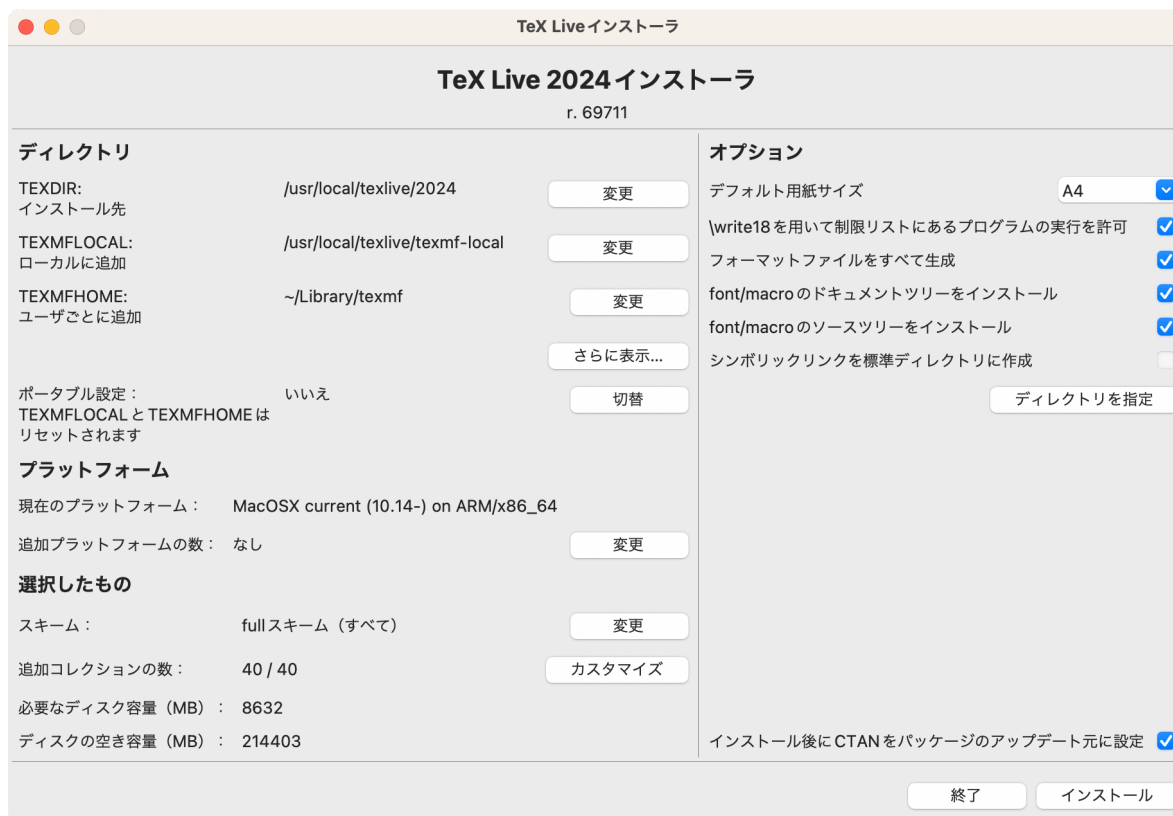 TeX Liveインストーラ
TeX Live 2024インストーラ
r. 69711
ディレクトリ
TEXDIR:
インストール先
/usr/local/texlive/2024
変更
TEXMFLOCAL:
ローカルに追加
/usr/local/texlive/texmf-local
変更
TEXMFHOME:
ユーザごとに追加
~/Library/texmf
変更
さらに表示...
ポータブル設定：
TEXMFLOCALとTEXMFHOMEは
リセットされます
いいえ
切替
プラットフォーム
現在のプラットフォーム： MacOSX current (10.14-) on ARM/x86_64
追加プラットフォームの数： なし 変更
選択したもの
スキーム： fullスキーム（すべて） 変更
追加コレクションの数： 40 / 40 カスタマイズ
必要なディスク容量（MB）： 8632
ディスクの空き容量（MB）： 214403
オプション
デフォルト用紙サイズ A4
\write18を用いて制限リストにあるプログラムの実行を許可
フォーマットファイルをすべて生成
font/macroのドキュメントツリーをインストール
font/macroのソースツリーをインストール
シンボリックリンクを標準ディレクトリに作成
ディレクトリを指定
インストール後にCTANをパッケージのアップデート元に設定
終了 インストール